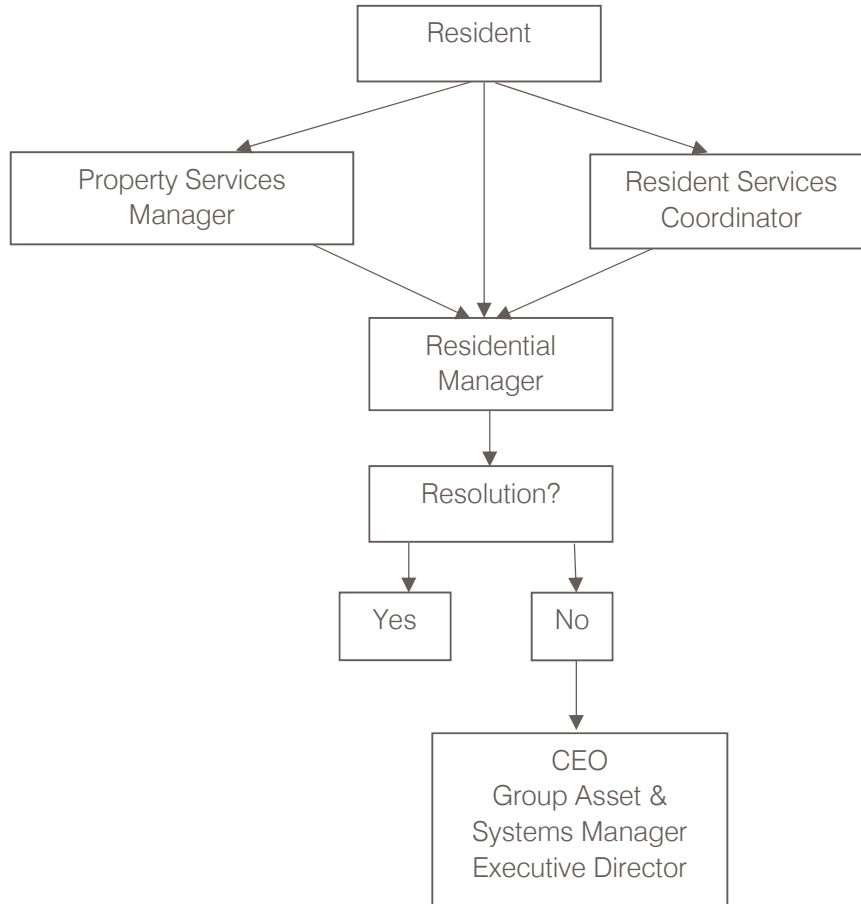 Resident
Property Services
Manager
Resident Services
Coordinator
Residential
Manager
Resolution?
Yes
No
CEO
Group Asset &
Systems Manager
Executive Director